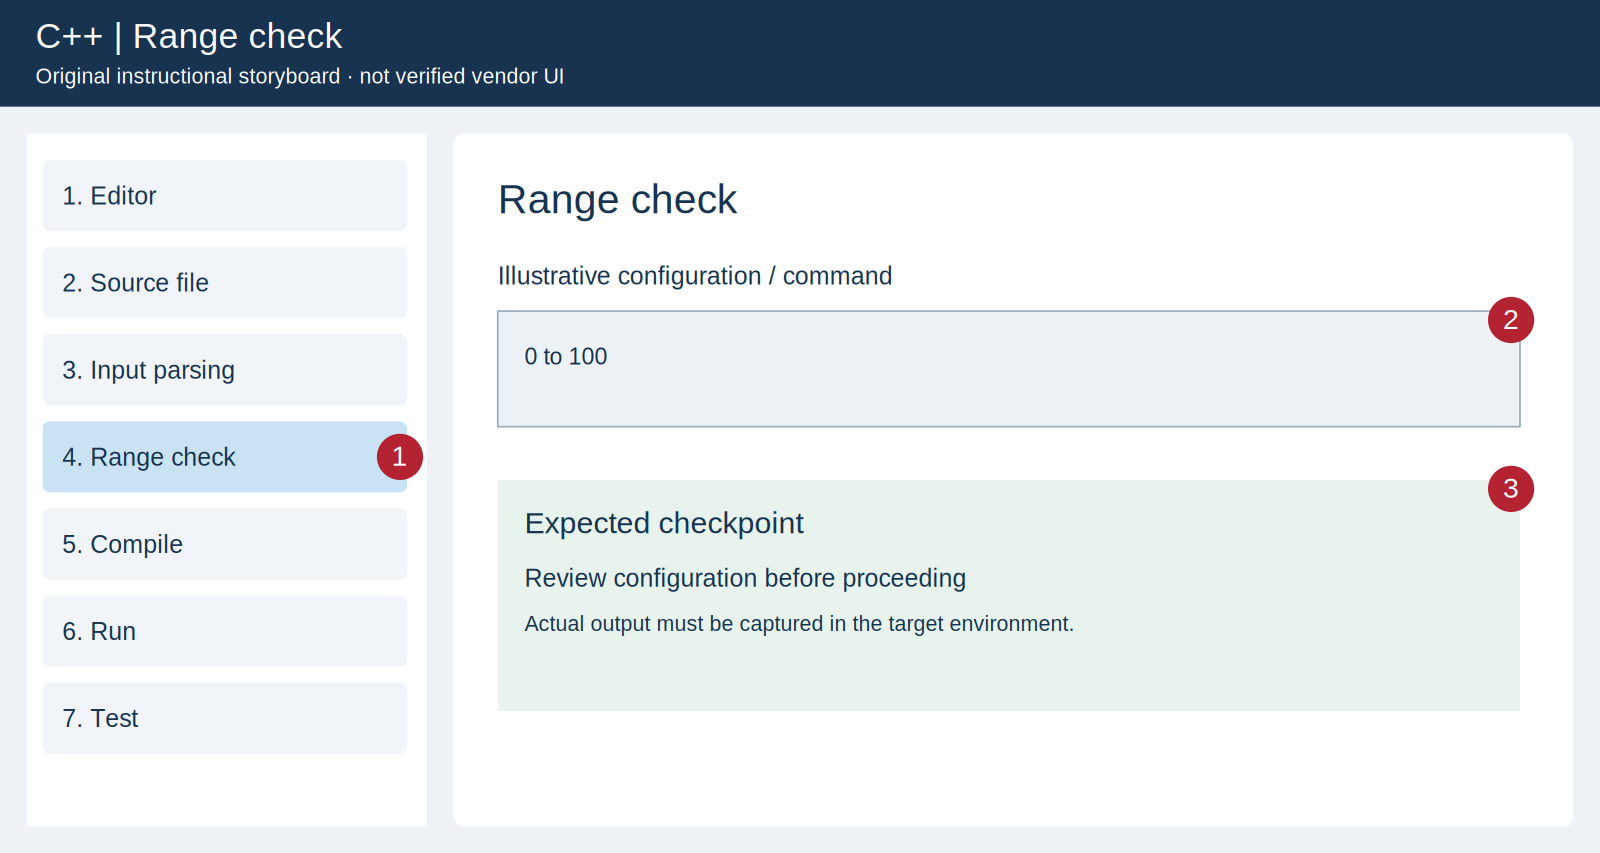 C++ | Range check
Original instructional storyboard · not verified vendor UI
1. Editor
2. Source file
3. Input parsing
4. Range check
1
5. Compile
6. Run
7. Test
Range check
Illustrative configuration / command
2
0 to 100
3
Expected checkpoint
Review configuration before proceeding
Actual output must be captured in the target environment.